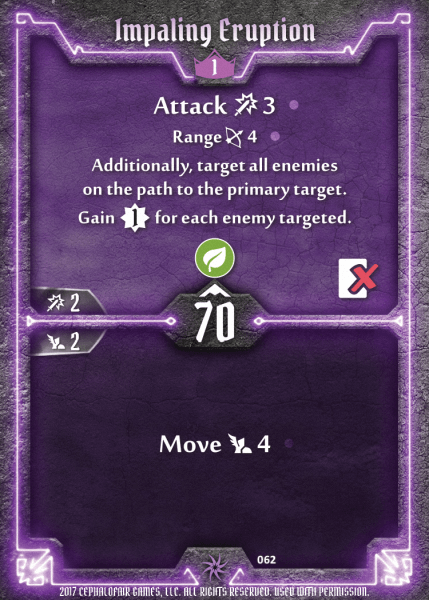 Impaling Eruption
1
Attack 3
Range 4
Additionally, target all enemies
on the path to the primary target.
Gain 1 for each enemy targeted.
2
70
2
Move 4
062
2017 CEPHALOFAIR GAMES, LLC. ALL RIGHTS RESERVED. USED WITH PERMISSION.